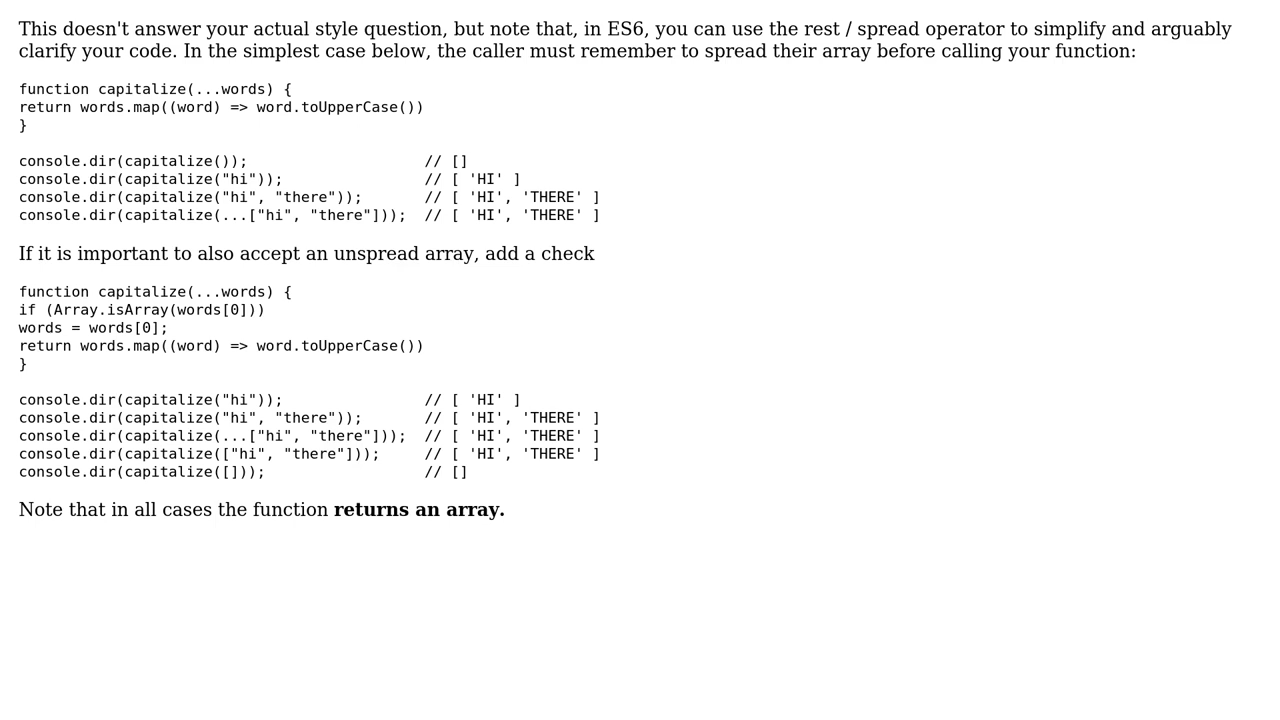 This doesn't answer your actual style question, but note that, in ES6, you can use the rest / spread operator to simplify and arguably
clarify your code. In the simplest case below, the caller must remember to spread their array before calling your function:
function capitalize(...words) {
return words.map((word) => word.toUpperCase())
}
console.dir(capitalize());                    // []
console.dir(capitalize("hi"));                // [ 'HI' ]
console.dir(capitalize("hi", "there"));       // [ 'HI', 'THERE' ]
console.dir(capitalize(...["hi", "there"]));  // [ 'HI', 'THERE' ]
If it is important to also accept an unspread array, add a check
function capitalize(...words) {
if (Array.isArray(words[0]))
words = words[0];
return words.map((word) => word.toUpperCase())
}
console.dir(capitalize("hi"));                // [ 'HI' ]
console.dir(capitalize("hi", "there"));       // [ 'HI', 'THERE' ]
console.dir(capitalize(...["hi", "there"]));  // [ 'HI', 'THERE' ]
console.dir(capitalize(["hi", "there"]));     // [ 'HI', 'THERE' ]
console.dir(capitalize([]));                  // []
Note that in all cases the function returns an array.